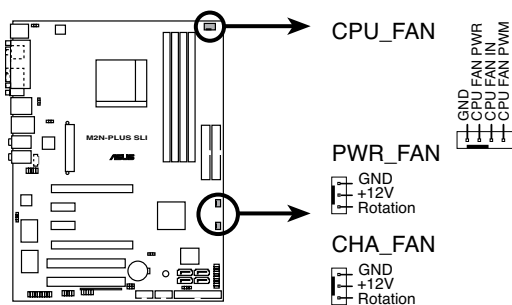 CPU_FAN
GND
CPU FAN PWR
CPU FAN IN
CPU FAN PWM
M2N-PLUS SLI
ASUS
PWR_FAN
GND
+12V
Rotation
CHA_FAN
GND
+12V
Rotation